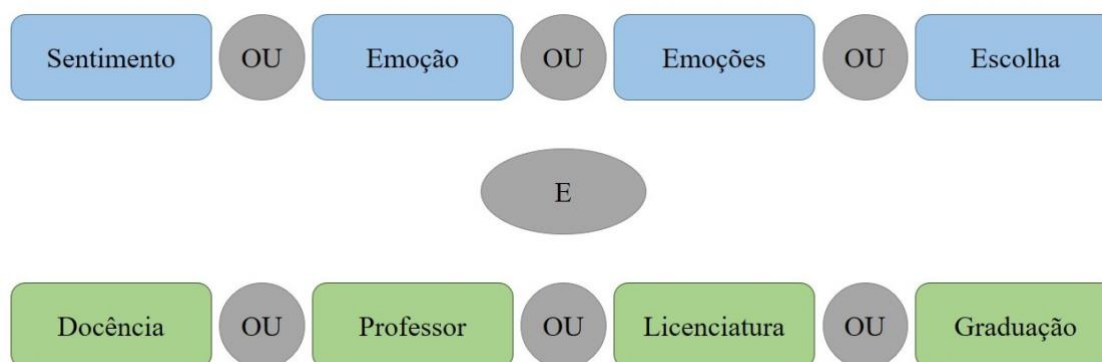 Sentimento OU Emoção OU Emoções OU Escolha
E
Docência OU Professor OU Licenciatura OU Graduação